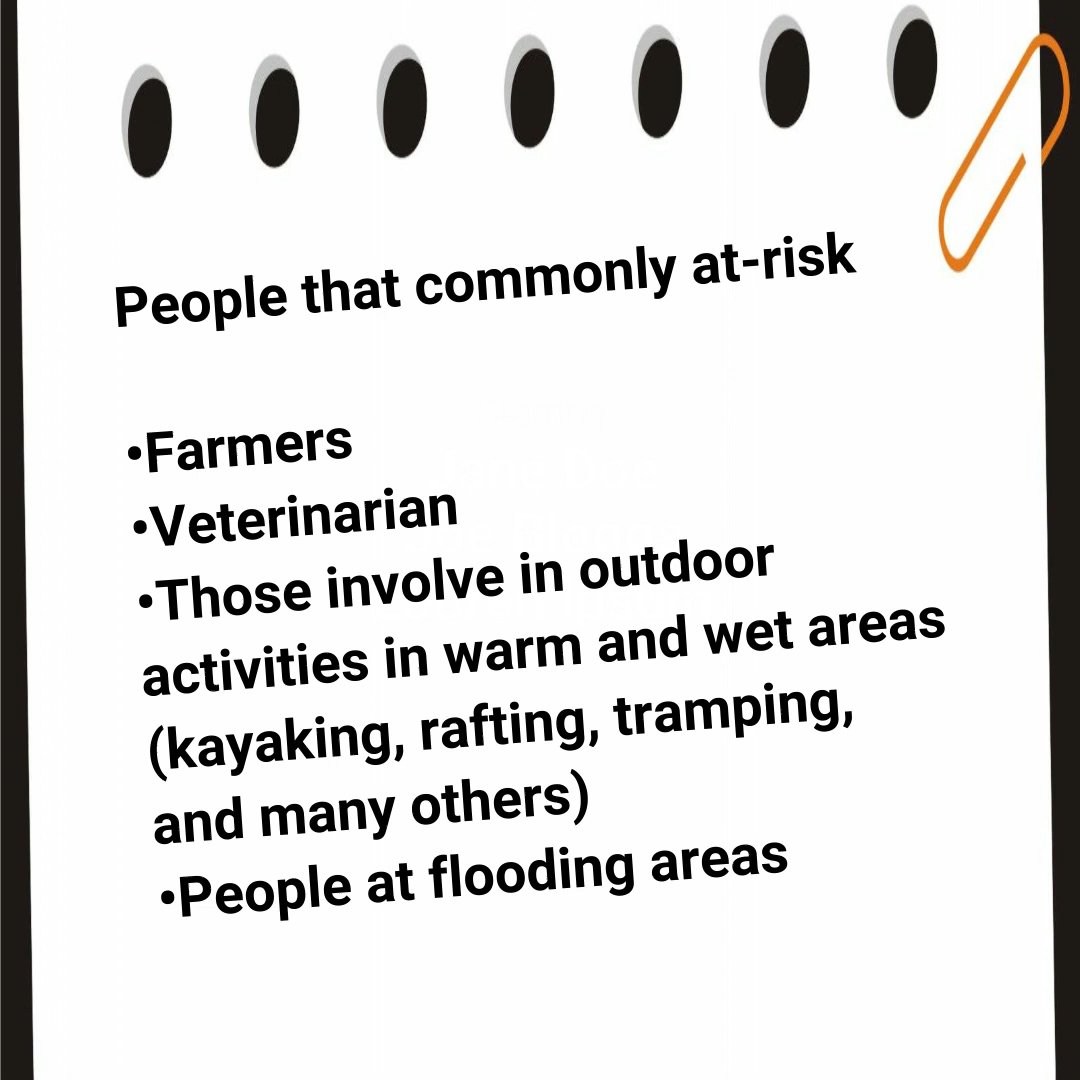 People that commonly at-risk
•Farmers
•Veterinarian
•Those involve in outdoor
activities in warm and wet areas
(kayaking, rafting, tramping,
and many others)
•People at flooding areas